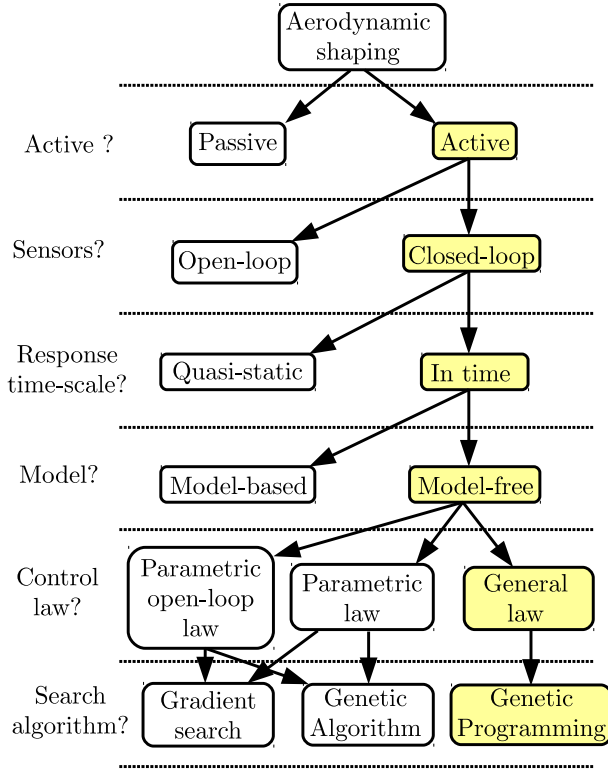 Aerodynamic
shaping
Active ?
Passive
Active
Sensors?
Open-loop
Closed-loop
Response
time-scale?
Quasi-static
In time
Model?
Model-based
Model-free
Control
law?
Parametric
open-loop
law
Parametric
law
General
law
Search
algorithm?
Gradient
search
Genetic
Algorithm
Genetic
Programming